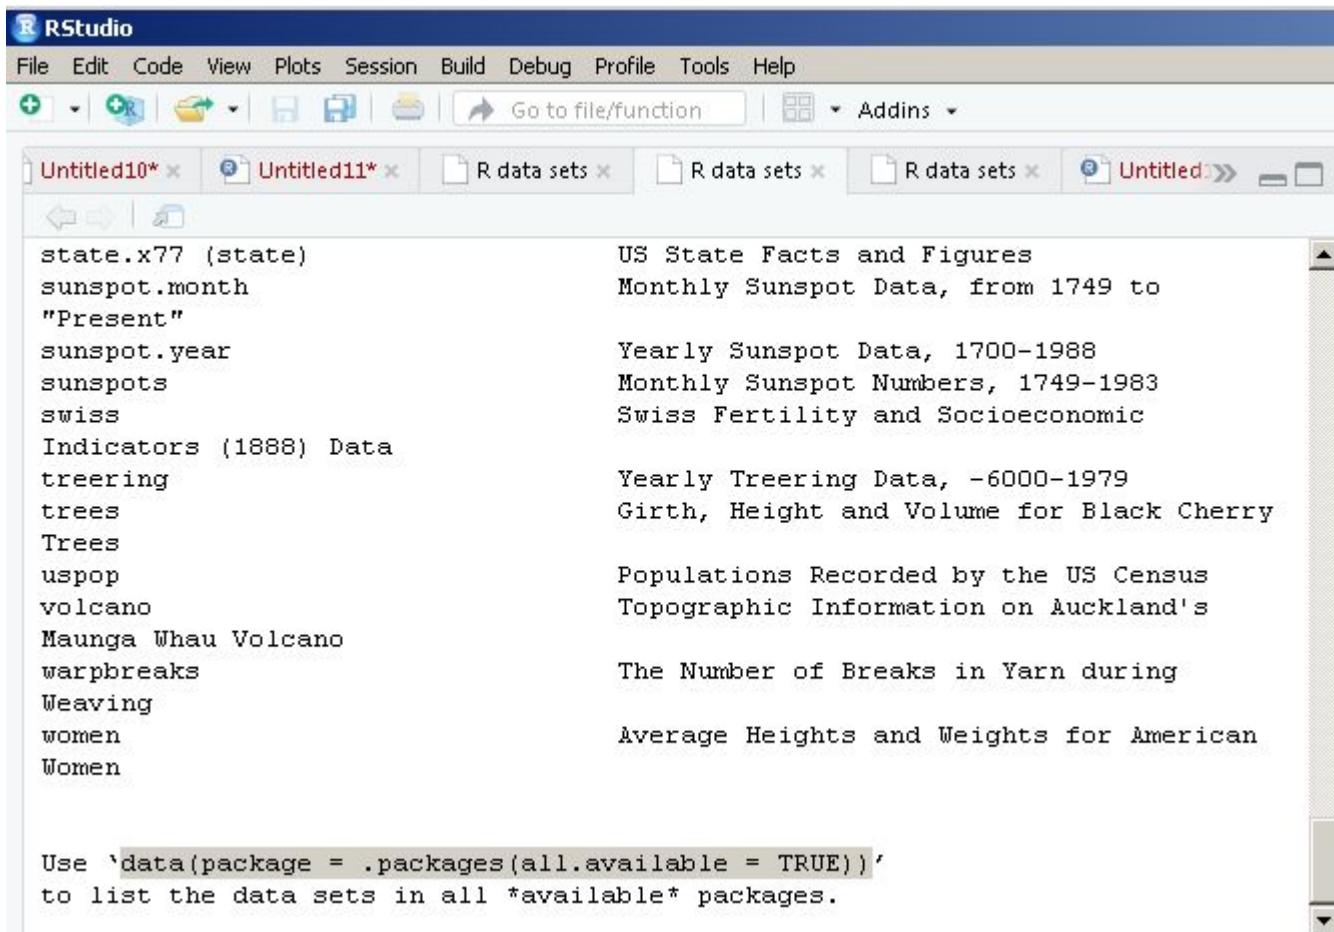 RStudio
File Edit Code View Plots Session Build Debug Profile Tools Help
Go to file/function Addins
Untitled10* Untitled11* R data sets R data sets R data sets Untitled
state.x77 (state) US State Facts and Figures
sunspot.month Monthly Sunspot Data, from 1749 to
"Present"
sunspot.year Yearly Sunspot Data, 1700-1988
sunspots Monthly Sunspot Numbers, 1749-1983
swiss Swiss Fertility and Socioeconomic
Indicators (1888) Data
treering Yearly Treering Data, -6000-1979
trees Girth, Height and Volume for Black Cherry
Trees
uspop Populations Recorded by the US Census
volcano Topographic Information on Auckland's
Maunga Whau Volcano
warpbreaks The Number of Breaks in Yarn during
Weaving
women Average Heights and Weights for American
Women
Use ‛data(package = .packages(all.available = TRUE))’
to list the data sets in all *available* packages.